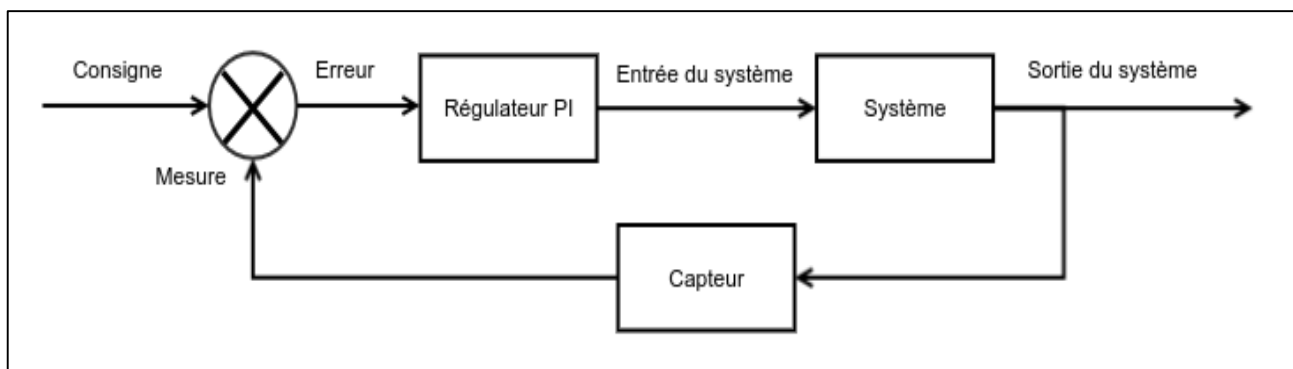 Consigne
Erreur
Régulateur PI
Entrée du système
Système
Sortie du système
Mesure
Capteur